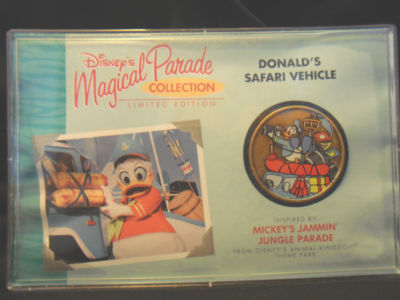 DISNEY'S
Magical Parade
COLLECTION
LIMITED EDITION
DONALD'S
SAFARI VEHICLE
INSPIRED BY:
MICKEY'S JAMMIN'
JUNGLE PARADE
FROM DISNEY'S ANIMAL KINGDOM®
THEME PARK